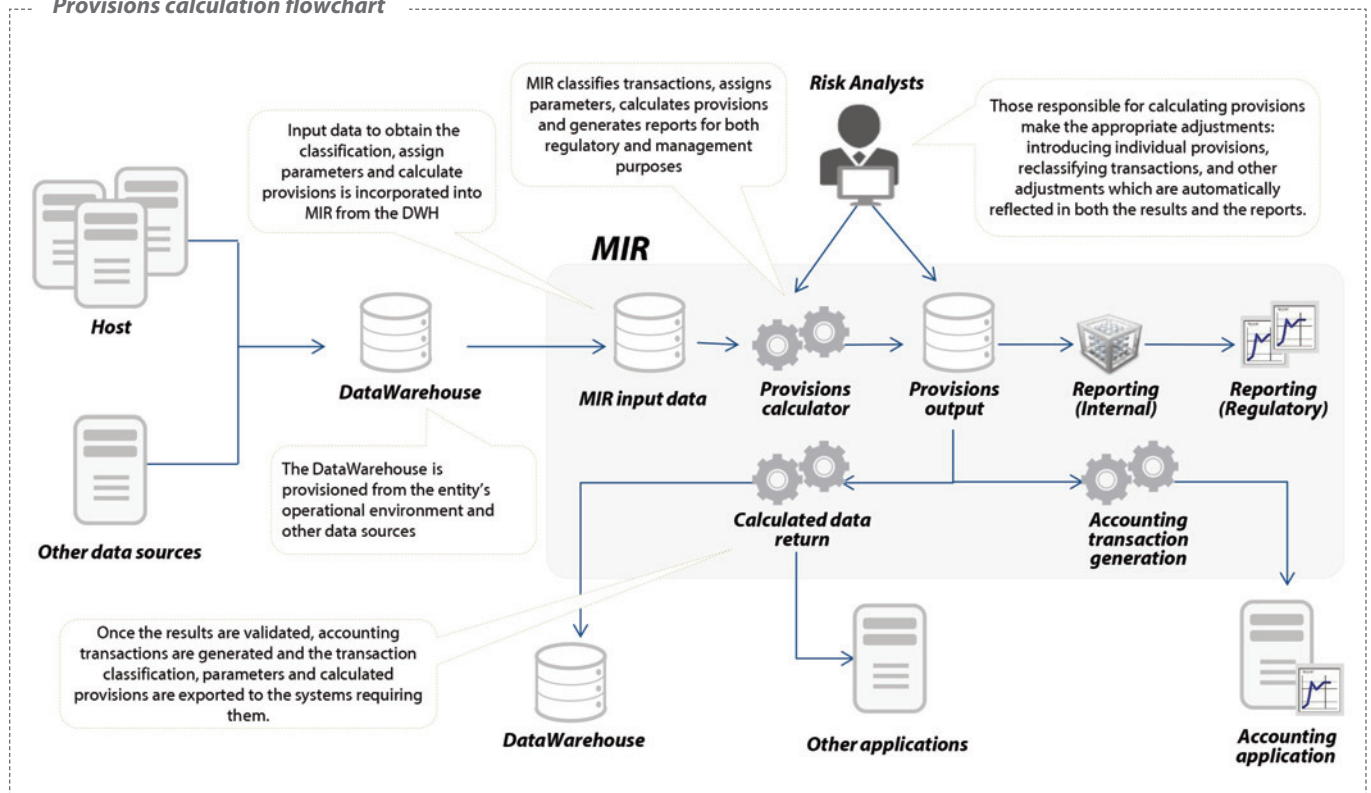 Provisions calculation flowchart
MIR classifies transactions, assigns
parameters, calculates provisions
and generates reports for both
regulatory and management
purposes
Risk Analysts
Those responsible for calculating provisions
make the appropriate adjustments:
introducing individual provisions,
reclassifying transactions, and other
adjustments which are automatically
reflected in both the results and the reports.
Input data to obtain the
classification, assign
parameters and calculate
provisions is incorporated into
MIR from the DWH
MIR
Host
DataWarehouse
MIR input data
Provisions
calculator
Provisions
output
Reporting
(Internal)
Reporting
(Regulatory)
The DataWarehouse is
provisioned from the entity's
operational environment and
other data sources
Other data sources
Calculated data
return
Accounting
transaction
generation
Once the results are validated, accounting
transactions are generated and the transaction
classification, parameters and calculated
provisions are exported to the systems requiring
them.
DataWarehouse
Other applications
Accounting
application